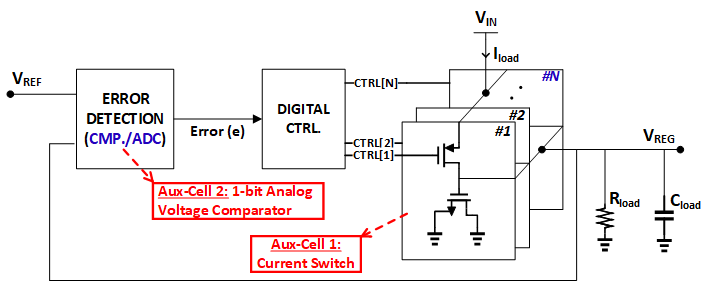 V_IN
I_load
V_REF
ERROR
DETECTION
(CMP./ADC)
Error (e)
DIGITAL
CTRL.
CTRL[N]
CTRL[2]
CTRL[1]
#N
#2
#1
V_REG
R_load
C_load
Aux-Cell 2: 1-bit Analog
Voltage Comparator
Aux-Cell 1:
Current Switch